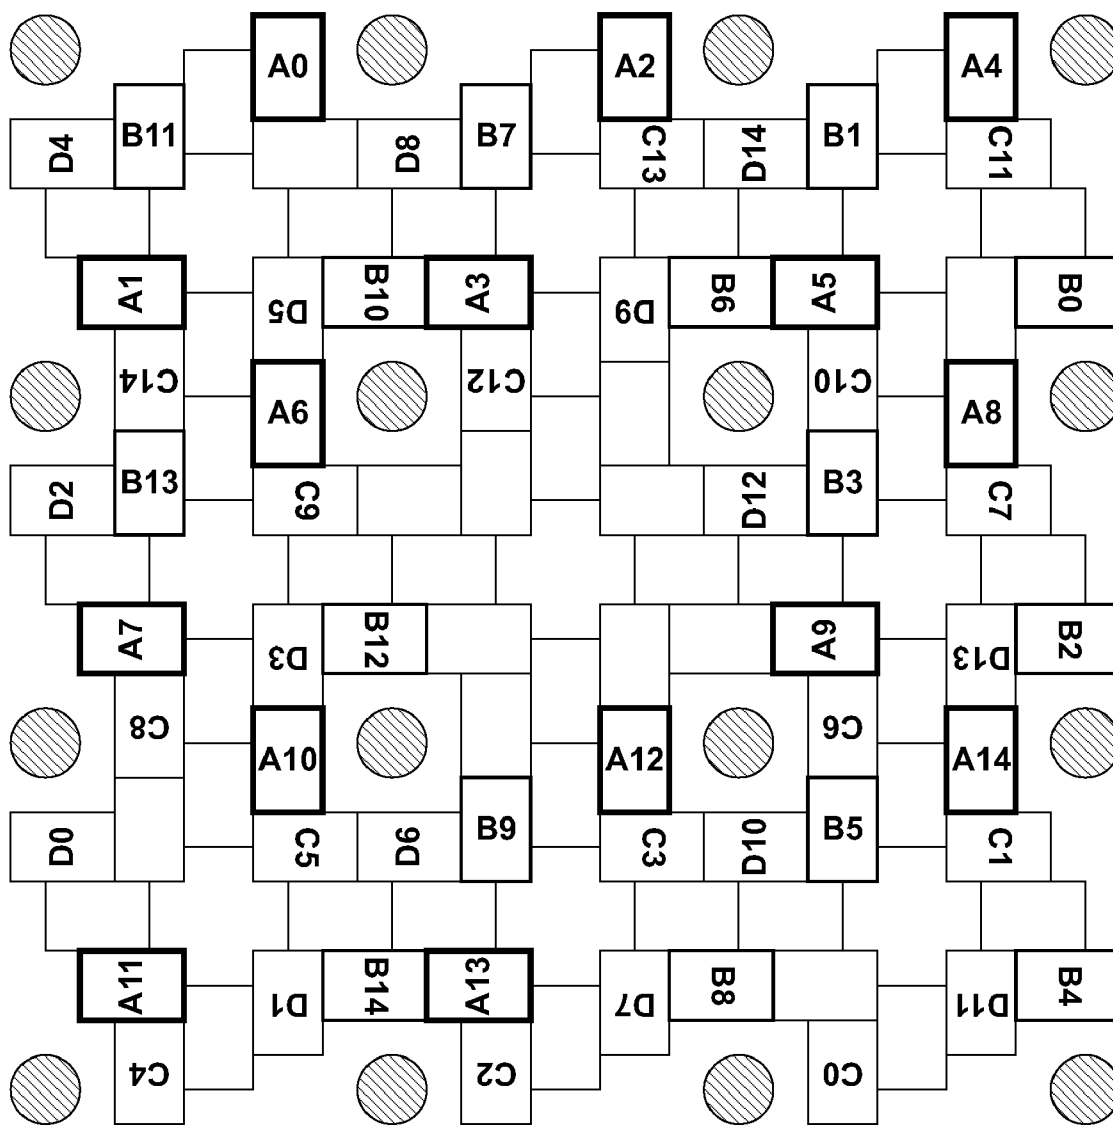 A0 A2 A4
D4 B11 D8 B7 C13 D14 B1 C11
A1 D5 B10 A3 D9 B6 A5 B0
C14 A6 C12 C10 A8
D2 B13 C9 D12 B3 C7
A7 D3 B12 A9 D13 B2
C8 A10 A12 C6 A14
D0 C5 D6 B9 C3 D10 B5 C1
A11 D1 B14 A13 D7 B8 D11 B4
C4 C2 C0